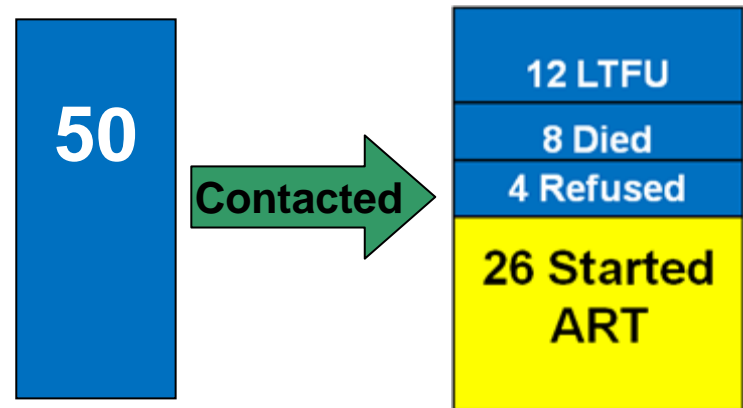 50
Contacted
12 LTFU
8 Died
4 Refused
26 Started
ART